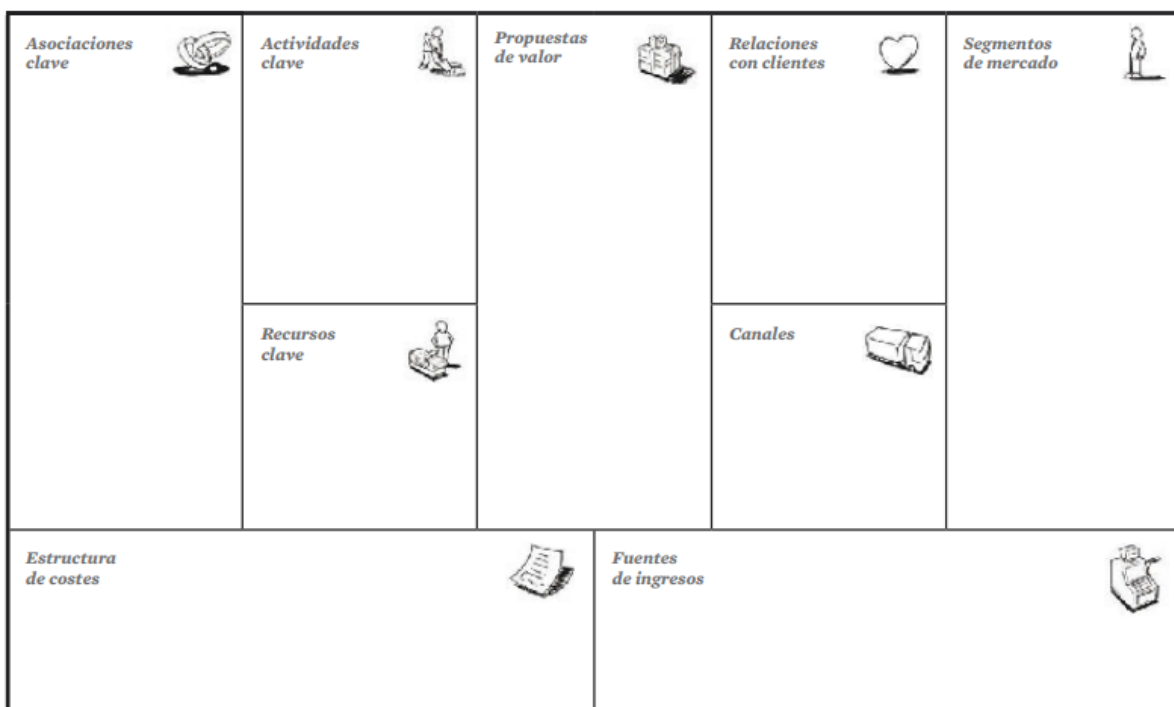 Asociaciones
clave
Actividades
clave
Propuestas
de valor
Relaciones
con clientes
Segmentos
de mercado
Recursos
clave
Canales
Estructura
de costes
Fuentes
de ingresos